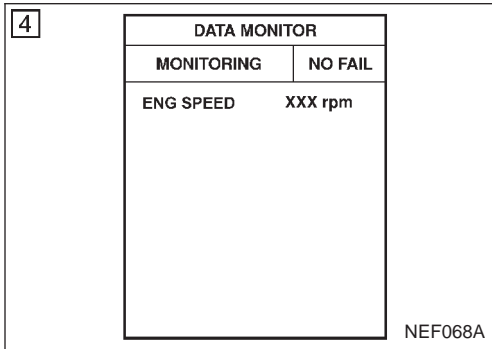 4
DATA MONITOR
MONITORING NO FAIL
ENG SPEED XXX rpm
NEF068A